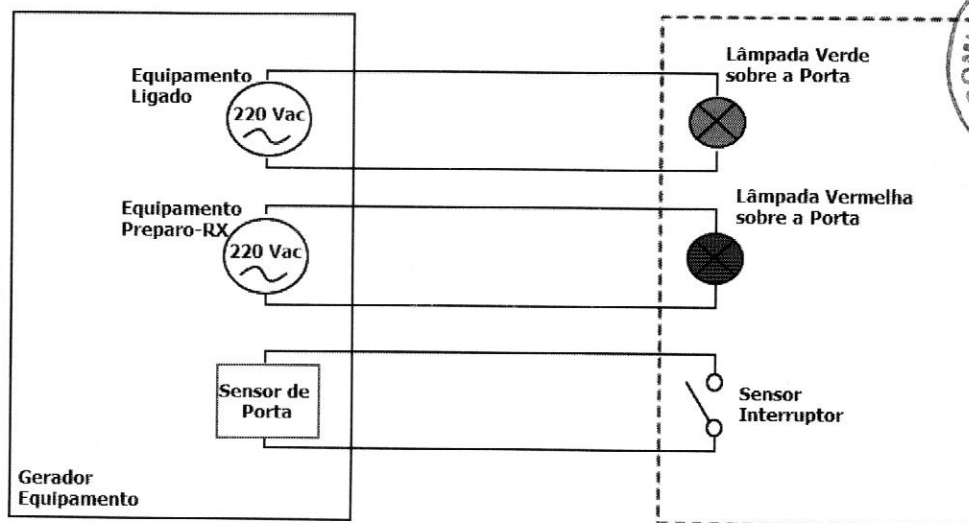 Equipamento
Ligado
220 Vac
Lâmpada Verde
sobre a Porta
Equipamento
Preparo-RX
220 Vac
Lâmpada Vermelha
sobre a Porta
Sensor de
Porta
Sensor
Interruptor
Gerador
Equipamento